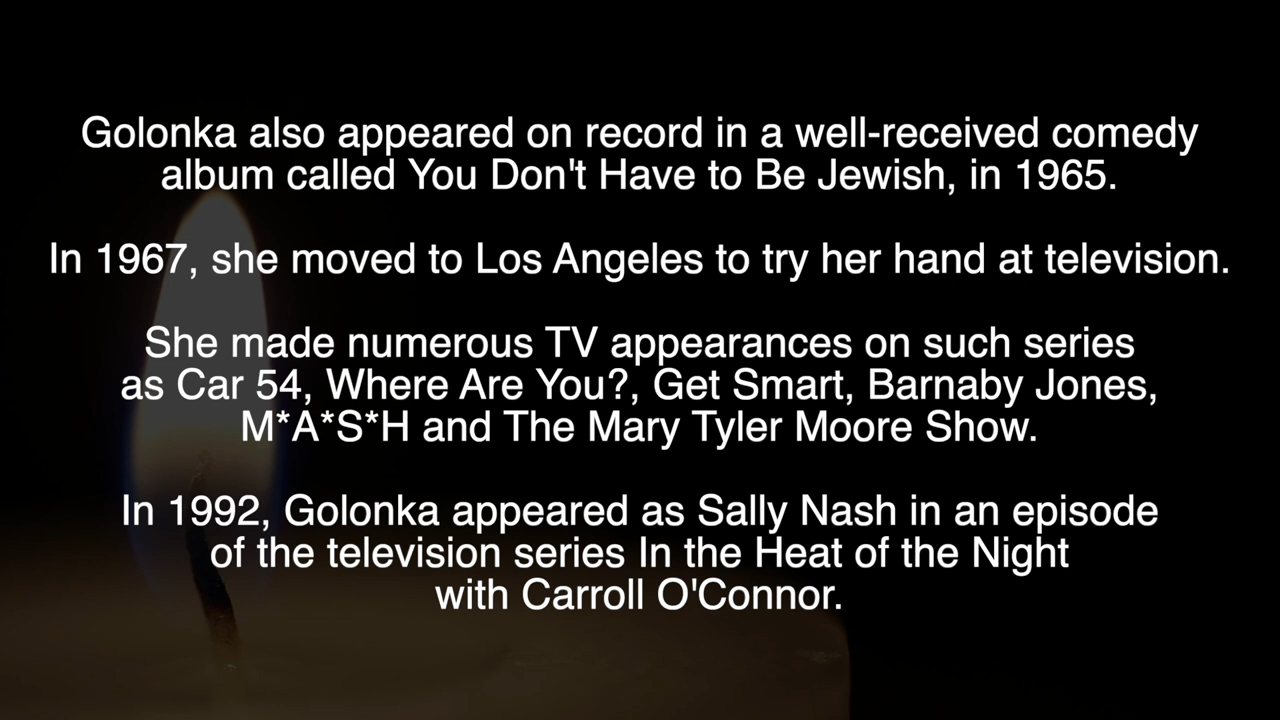 Golonka also appeared on record in a well-received comedy
album called You Don't Have to Be Jewish, in 1965.
In 1967, she moved to Los Angeles to try her hand at television.
She made numerous TV appearances on such series
as Car 54, Where Are You?, Get Smart, Barnaby Jones,
M*A*S*H and The Mary Tyler Moore Show.
In 1992, Golonka appeared as Sally Nash in an episode
of the television series In the Heat of the Night
with Carroll O'Connor.